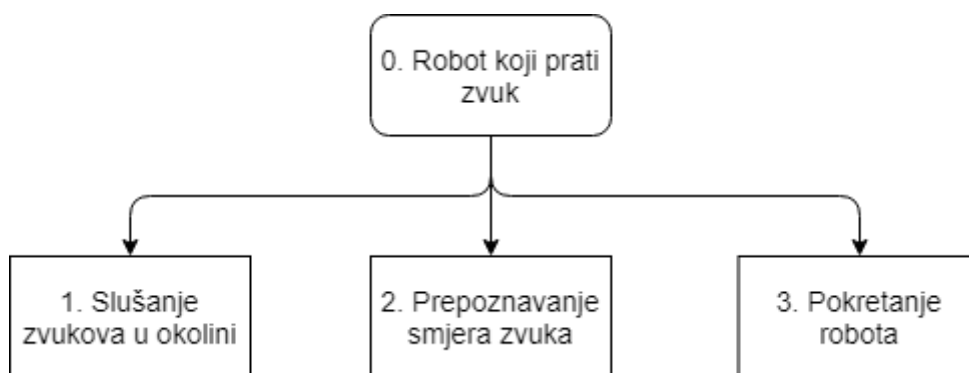 0. Robot koji prati
zvuk
1. Slušanje
zvukova u okolini
2. Prepoznavanje
smjera zvuka
3. Pokretanje
robota